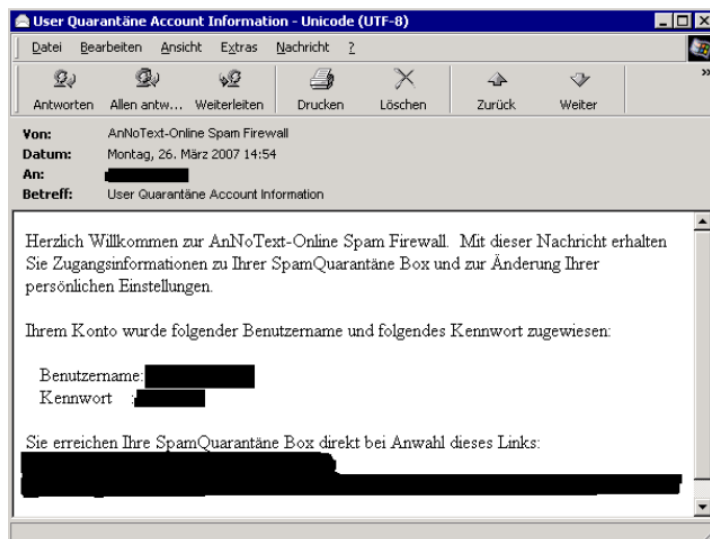 User Quarantäne Account Information - Unicode (UTF-8)
Datei Bearbeiten Ansicht Extras Nachricht ?
Antworten Allen antw... Weiterleiten Drucken Löschen Zurück Weiter »
Von: AnNoText-Online Spam Firewall
Datum: Montag, 26. März 2007 14:54
An:
Betreff: User Quarantäne Account Information
Herzlich Willkommen zur AnNoText-Online Spam Firewall. Mit dieser Nachricht erhalten
Sie Zugangsinformationen zu Ihrer SpamQuarantäne Box und zur Änderung Ihrer
persönlichen Einstellungen.
Ihrem Konto wurde folgender Benutzername und folgendes Kennwort zugewiesen:
Benutzername:
Kennwort :
Sie erreichen Ihre SpamQuarantäne Box direkt bei Anwahl dieses Links: